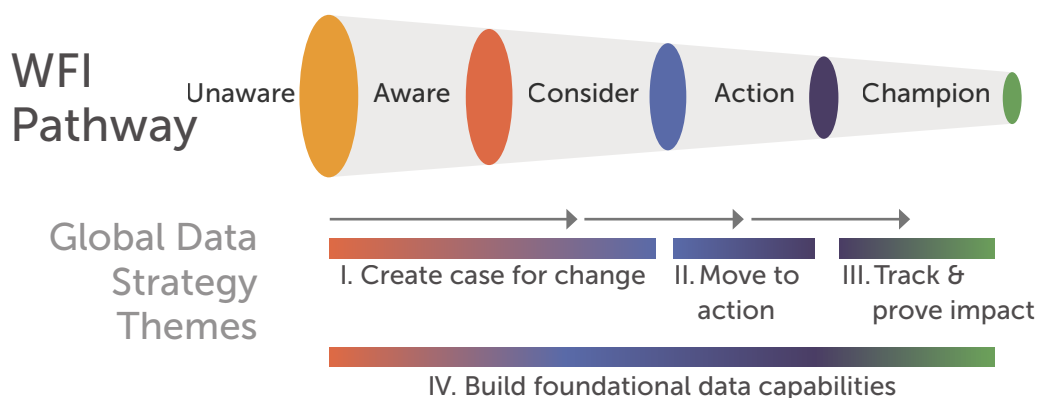 WFI
Pathway
Unaware Aware Consider Action Champion
Global Data
Strategy
Themes
I. Create case for change
II. Move to
action
III. Track &
prove impact
IV. Build foundational data capabilities